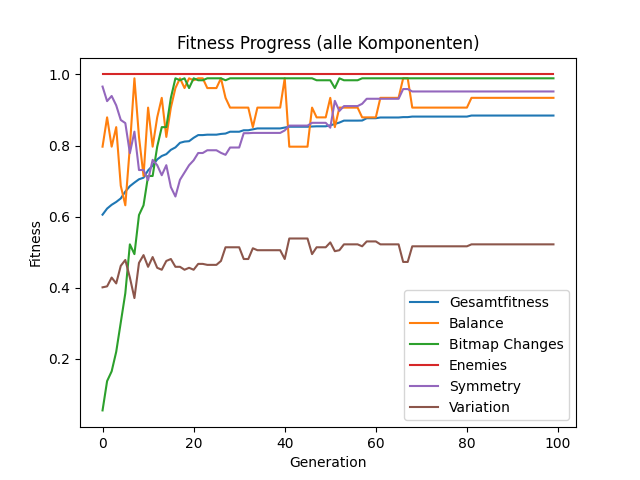 Fitness Progress (alle Komponenten)
1.0
0.8
0.6
0.4
0.2
Fitness
0
20
40
60
80
100
Generation
Gesamtfitness
Balance
Bitmap Changes
Enemies
Symmetry
Variation